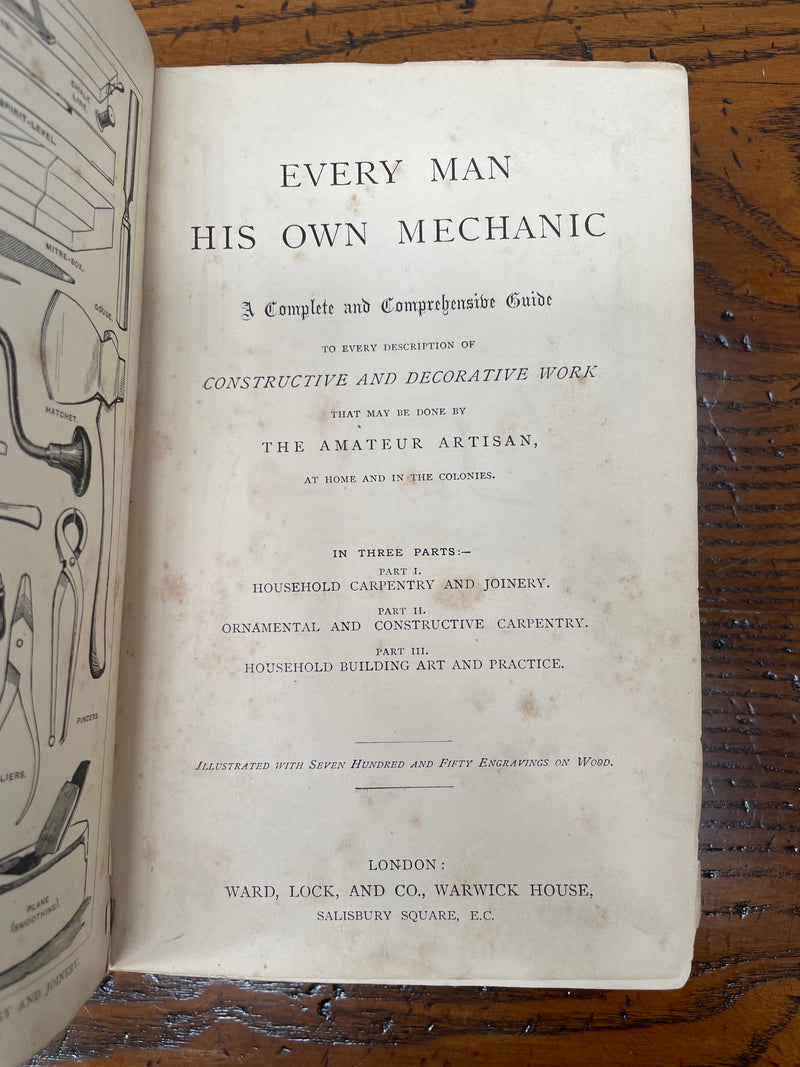 CHALK
LINE.
SPIRIT-LEVEL.
MITRE-BOX.
GOUGE.
HATCHET.
PINCERS.
PLANE
(SMOOTHING).
AND JOINERY.
EVERY MAN
HIS OWN MECHANIC
A Complete and Comprehensive Guide
TO EVERY DESCRIPTION OF
CONSTRUCTIVE AND DECORATIVE WORK
THAT MAY BE DONE BY
THE AMATEUR ARTISAN,
AT HOME AND IN THE COLONIES.
IN THREE PARTS:—
PART I.
HOUSEHOLD CARPENTRY AND JOINERY.
PART II.
ORNAMENTAL AND CONSTRUCTIVE CARPENTRY.
PART III.
HOUSEHOLD BUILDING ART AND PRACTICE.
ILLUSTRATED WITH SEVEN HUNDRED AND FIFTY ENGRAVINGS ON WOOD.
LONDON:
WARD, LOCK, AND CO., WARWICK HOUSE,
SALISBURY SQUARE, E.C.